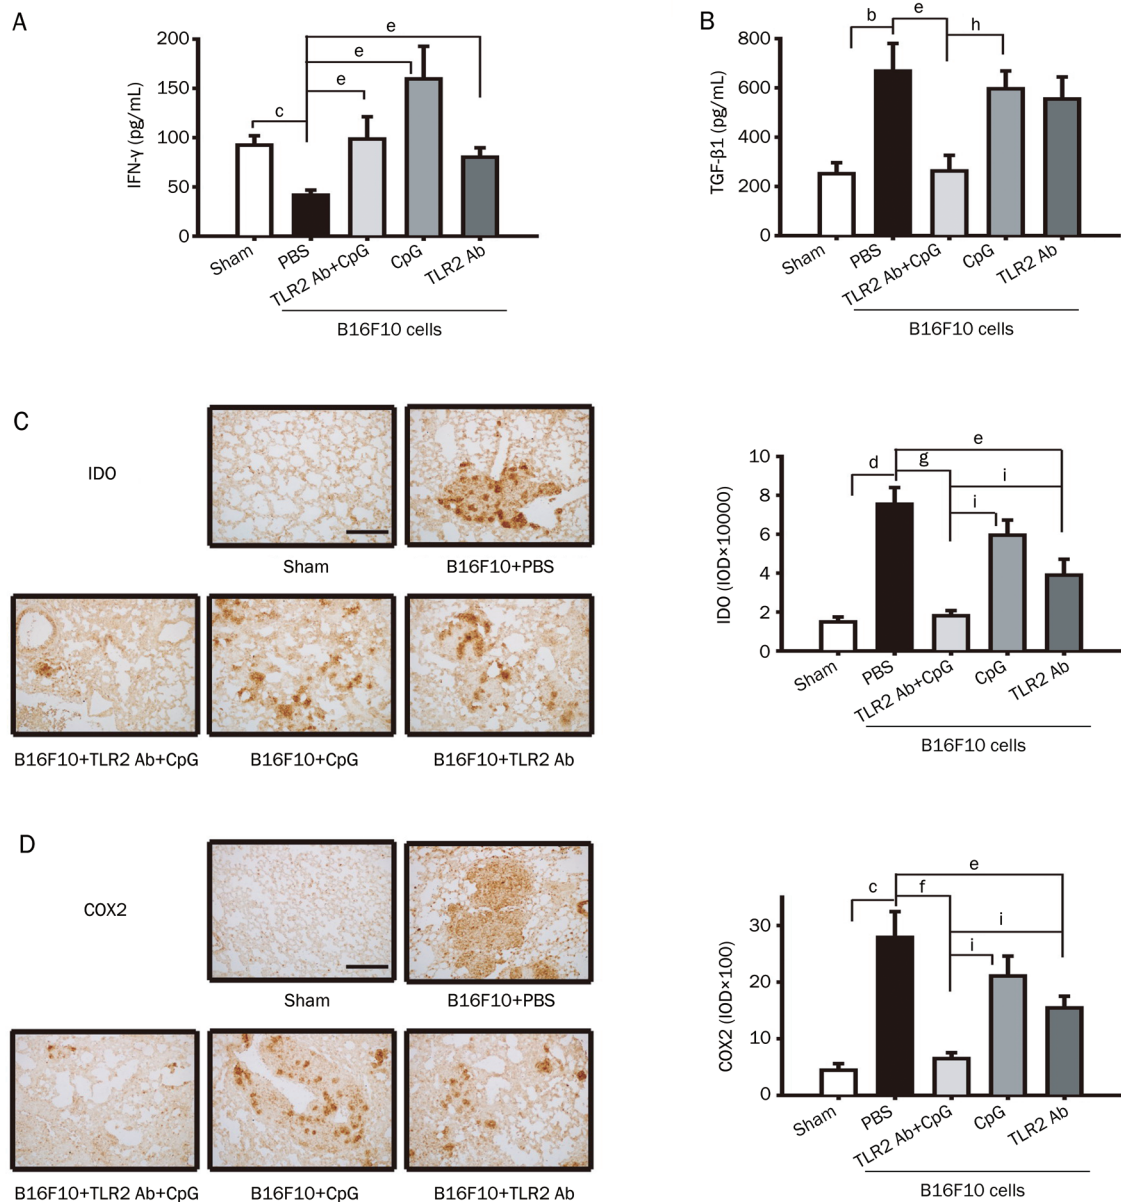 A
IFN-γ (pg/mL)
200
150
100
50
0
c
e
e
e
Sham
PBS
TLR2 Ab+CpG
CpG
TLR2 Ab
B16F10 cells
B
TGF-β1 (pg/mL)
800
600
400
200
0
b
e
h
Sham
PBS
TLR2 Ab+CpG
CpG
TLR2 Ab
B16F10 cells
C
IDO
Sham
B16F10+PBS
B16F10+TLR2 Ab+CpG
B16F10+CpG
B16F10+TLR2 Ab
IDO (IOD×10000)
10
8
6
4
2
0
d
g
e
i
i
Sham
PBS
TLR2 Ab+CpG
CpG
TLR2 Ab
B16F10 cells
D
COX2
Sham
B16F10+PBS
B16F10+TLR2 Ab+CpG
B16F10+CpG
B16F10+TLR2 Ab
COX2 (IOD×100)
30
20
10
0
c
f
e
i
i
Sham
PBS
TLR2 Ab+CpG
CpG
TLR2 Ab
B16F10 cells